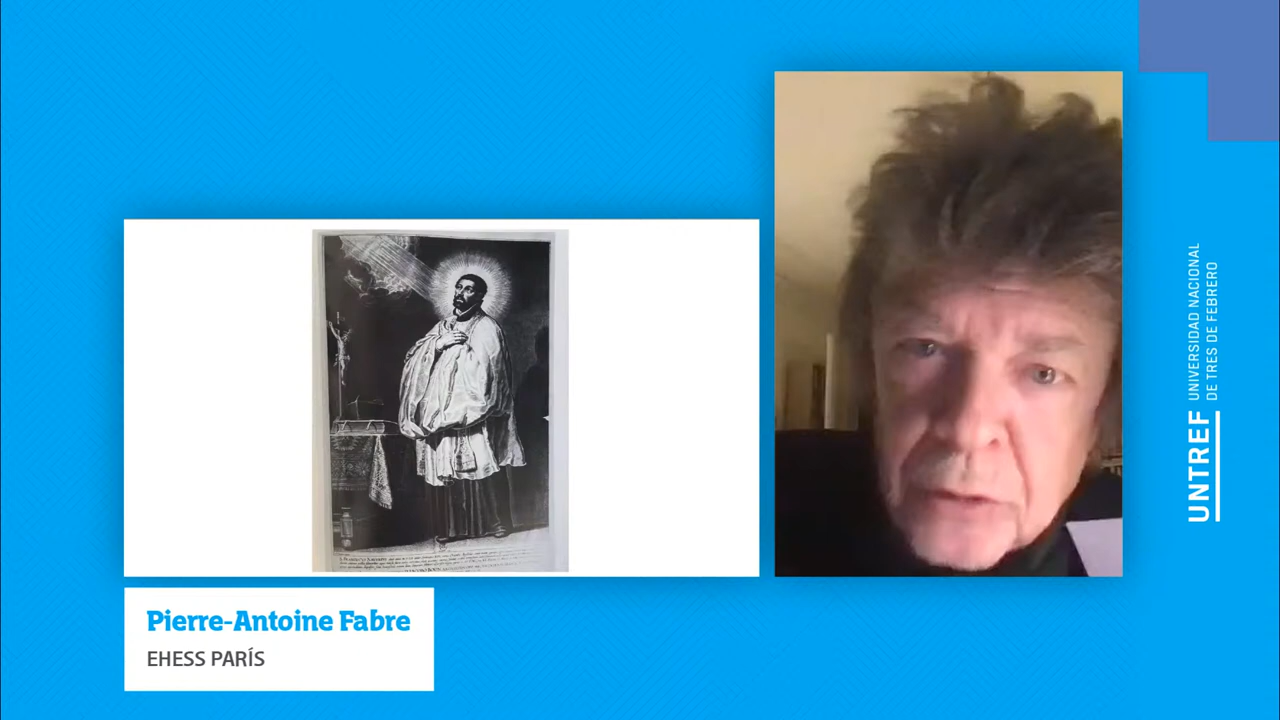 Pierre-Antoine Fabre
EHESS PARÍS
UNTREF
UNIVERSIDAD NACIONAL
DE TRES DE FEBRERO